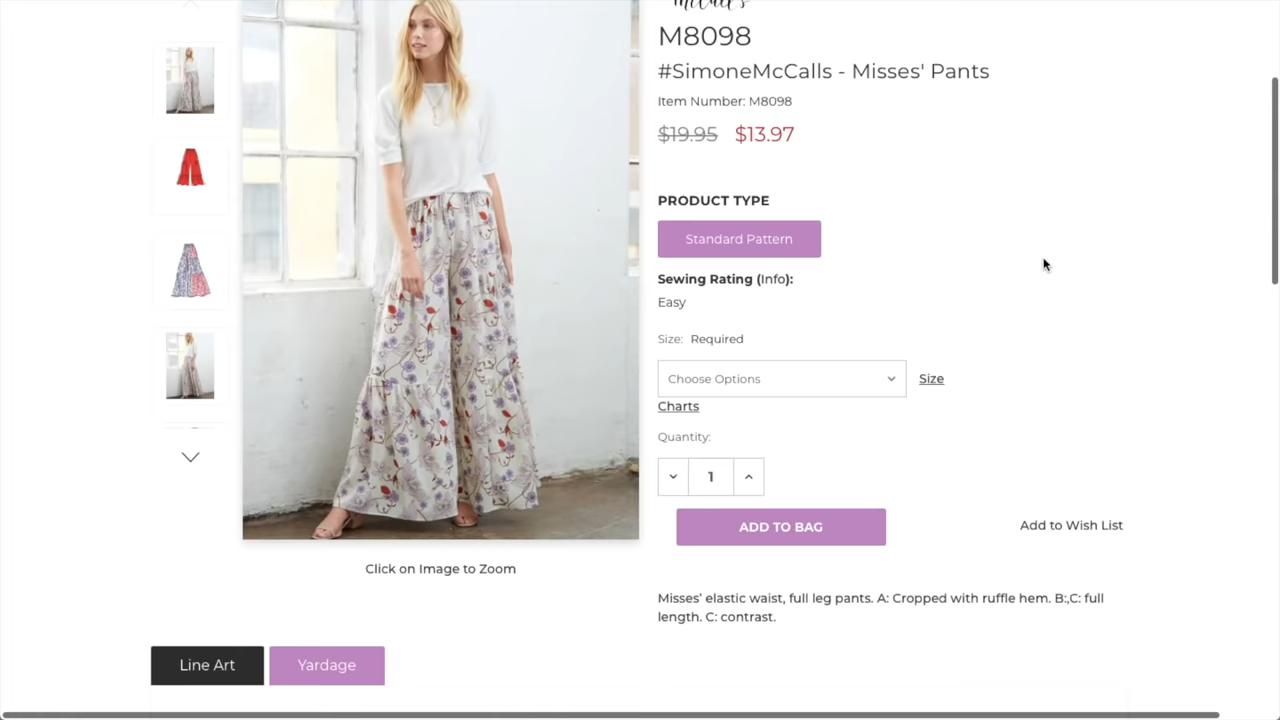 M8098
#SimoneMcCalls - Misses' Pants
Item Number: M8098
$19.95 $13.97
PRODUCT TYPE
Standard Pattern
Sewing Rating (Info):
Easy
Size: Required
Choose Options
Size
Charts
Quantity:
1
ADD TO BAG
Add to Wish List
Click on Image to Zoom
Misses' elastic waist, full leg pants. A: Cropped with ruffle hem. B:,C: full
length. C: contrast.
Line Art
Yardage